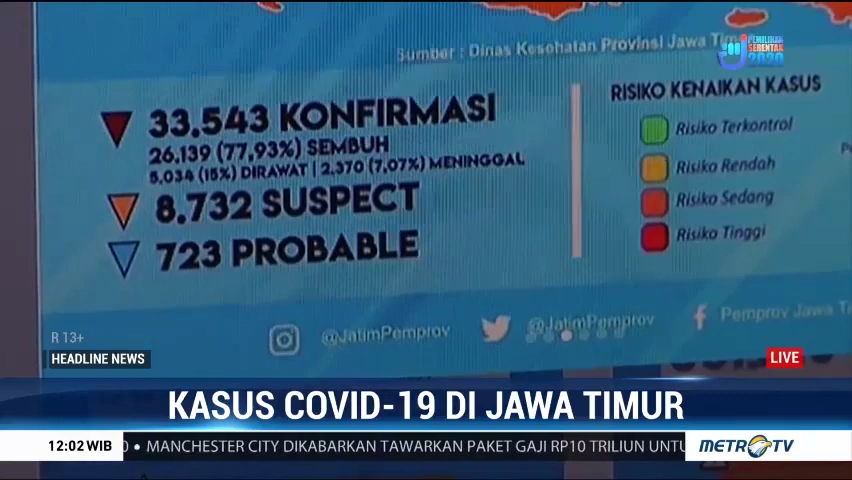 Sumber : Dinas Kesehatan Provinsi Jawa Tim
PEMILIHAN
SERENTAK
2020
33.543 KONFIRMASI
26.139 (77,93%) SEMBUH
5.034 (15%) DIRAWAT | 2.370 (7,07%) MENINGGAL
8.732 SUSPECT
723 PROBABLE
RISIKO KENAIKAN KASUS
Risiko Terkontrol
Risiko Rendah
Risiko Sedang
Risiko Tinggi
@JatimPemprov
@JatimPemprov
Pemprov Jawa Ti
R 13+
HEADLINE NEWS
LIVE
KASUS COVID-19 DI JAWA TIMUR
12:02 WIB
0 • MANCHESTER CITY DIKABARKAN TAWARKAN PAKET GAJI RP10 TRILIUN UNTU
METRO TV